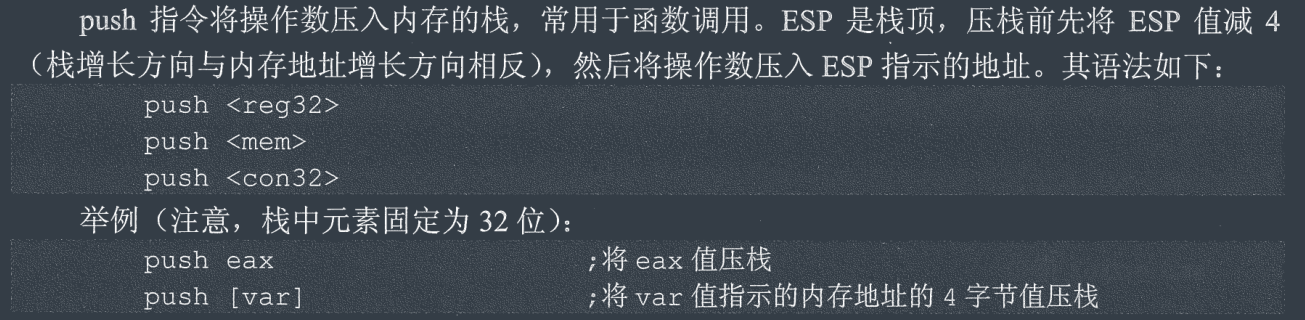 push 指令将操作数压入内存的栈，常用于函数调用。ESP 是栈顶，压栈前先将 ESP 值减 4
（栈增长方向与内存地址增长方向相反），然后将操作数压入 ESP 指示的地址。其语法如下：
push <reg32>
push <mem>
push <con32>
举例（注意，栈中元素固定为 32 位）：
push eax ;将 eax 值压栈
push [var] ;将 var 值指示的内存地址的 4 字节值压栈